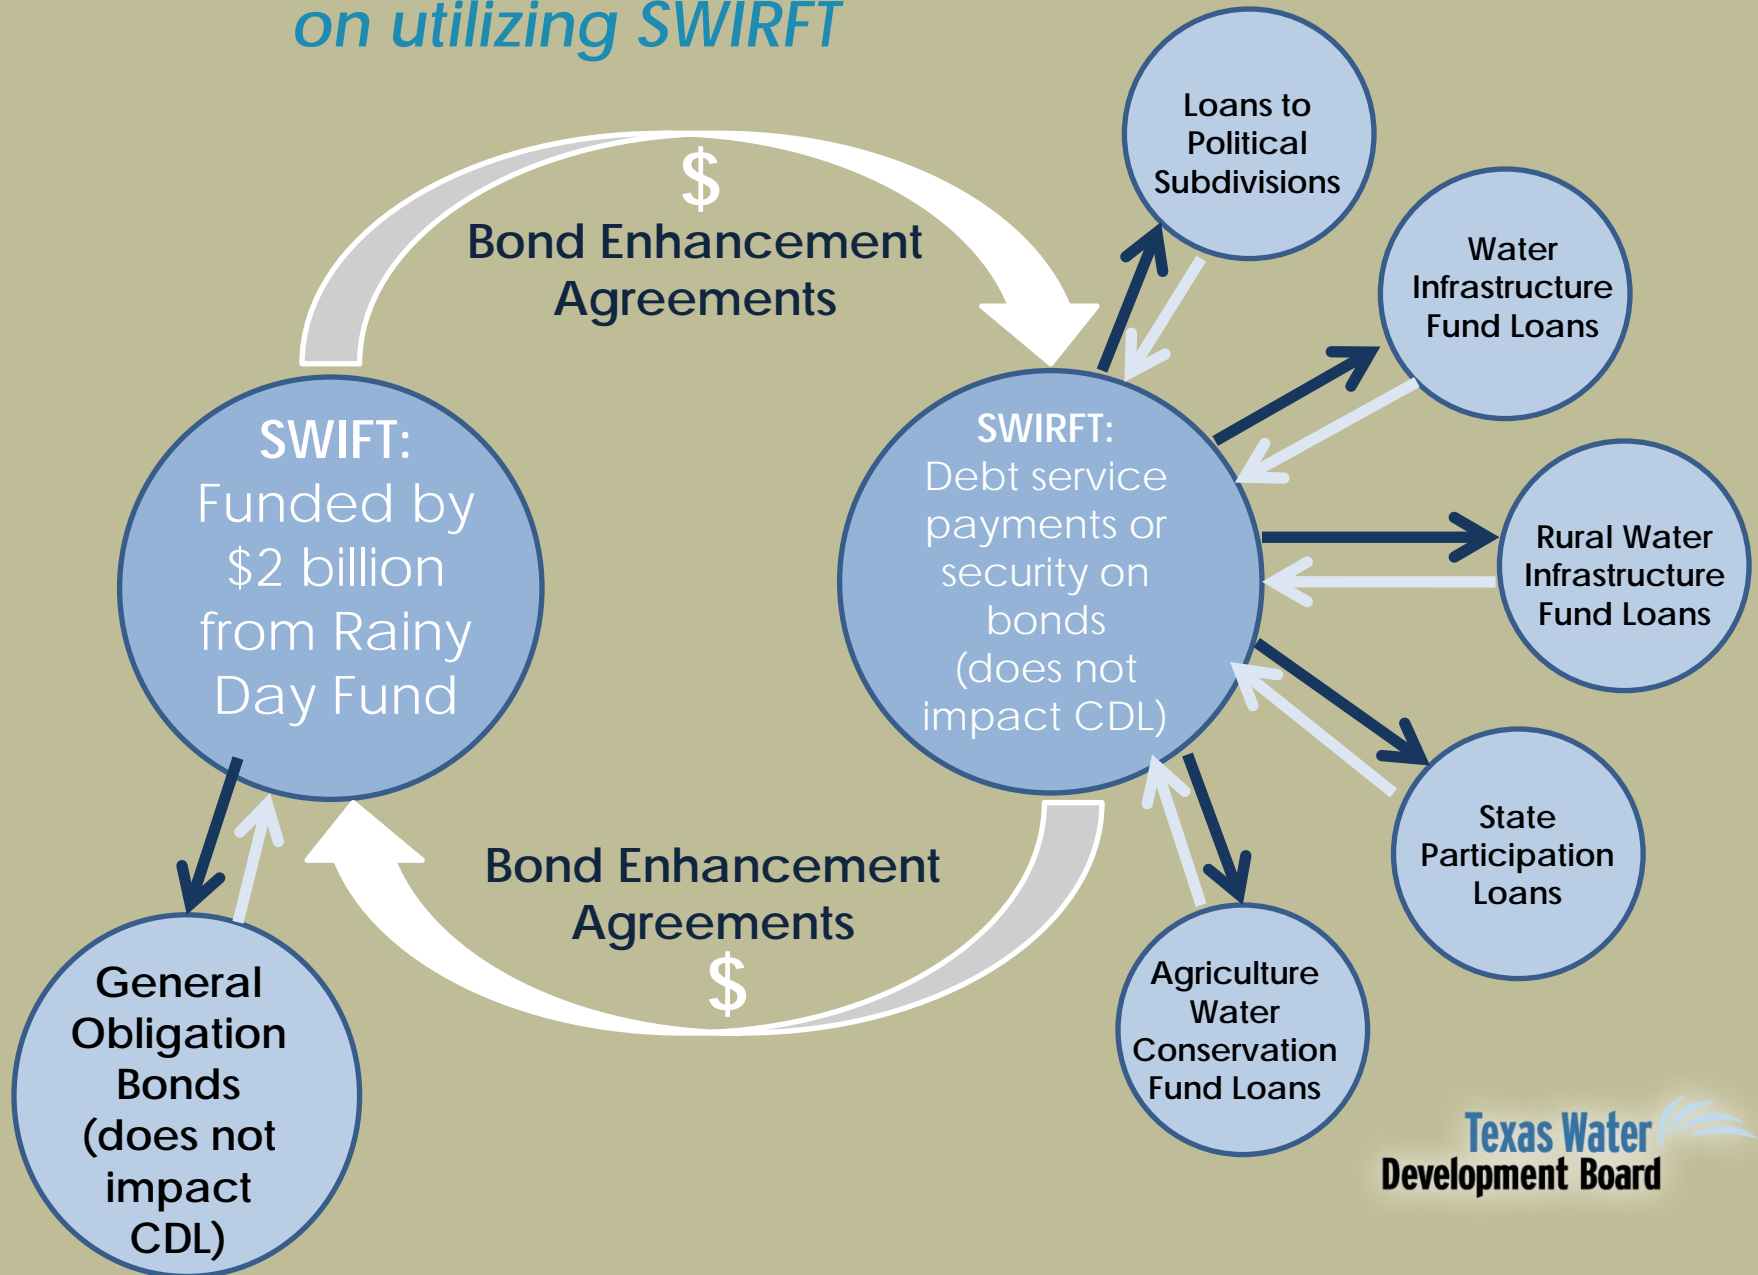 on utilizing SWIRFT
$
Bond Enhancement
Agreements
Loans to
Political
Subdivisions
Water
Infrastructure
Fund Loans
SWIFT:
Funded by
$2 billion
from Rainy
Day Fund
SWIRFT:
Debt service
payments or
security on
bonds
(does not
impact CDL)
Rural Water
Infrastructure
Fund Loans
State
Participation
Loans
Bond Enhancement
Agreements
$
General
Obligation
Bonds
(does not
impact
CDL)
Agriculture
Water
Conservation
Fund Loans
Texas Water
Development Board